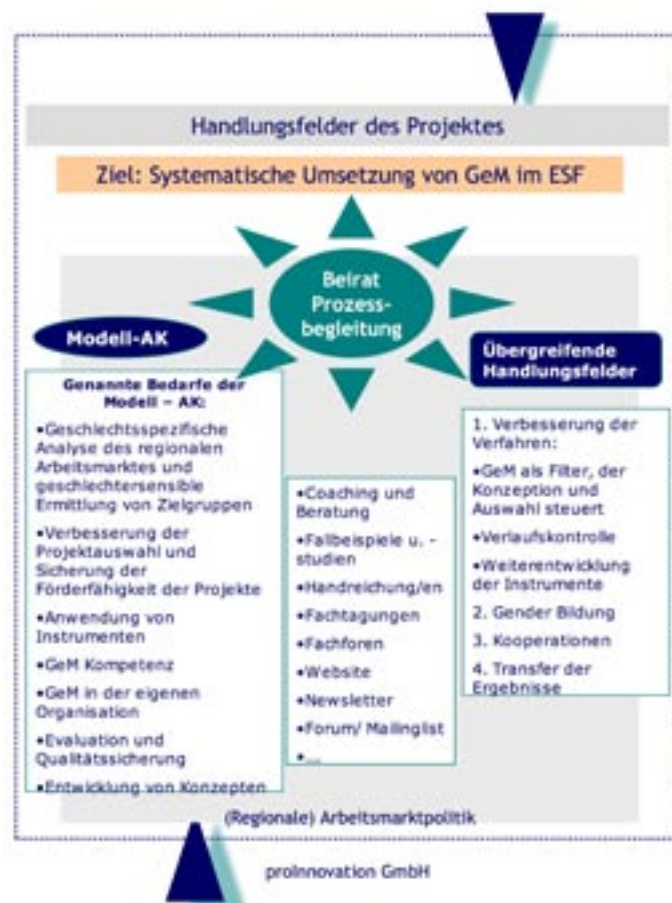 Handlungsfelder des Projektes
Ziel: Systematische Umsetzung von GeM im ESF
Beirat
Prozess-
begleitung
Modell-AK
Genannte Bedarfe der
Modell – AK:
•Geschlechtsspezifische
Analyse des regionalen
Arbeitsmarktes und
geschlechtersensible
Ermittlung von Zielgruppen
•Verbesserung der
Projektauswahl und
Sicherung der
Förderfähigkeit der Projekte
•Anwendung von
Instrumenten
•GeM Kompetenz
•GeM in der eigenen
Organisation
•Evaluation und
Qualitätssicherung
•Entwicklung von Konzepten
•Coaching und
Beratung
•Fallbeispiele u. -
studien
•Handreichung/en
•Fachtagungen
•Fachforen
•Website
•Newsletter
•Forum/ Mailinglist
•...
Übergreifende
Handlungsfelder
1. Verbesserung der
Verfahren:
•GeM als Filter, der
Konzeption und
Auswahl steuert
•Verlaufskontrolle
•Weiterentwicklung
der Instrumente
2. Gender Bildung
3. Kooperationen
4. Transfer der
Ergebnisse
(Regionale) Arbeitsmarktpolitik
proInnovation GmbH